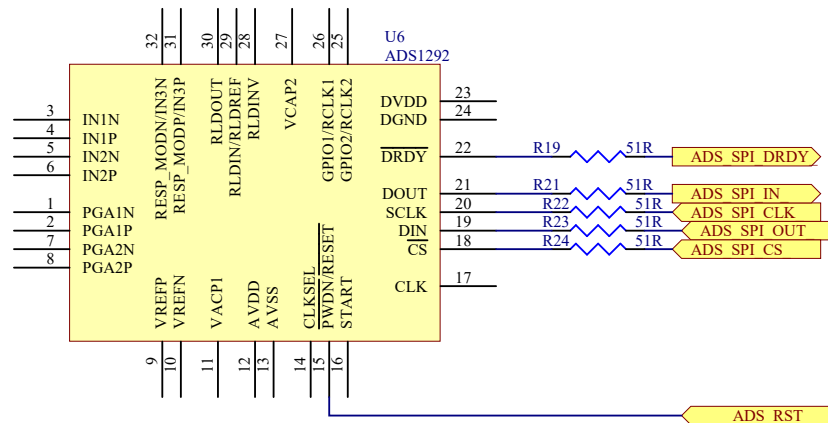 U6
ADS1292
32
31
30
29
28
27
26
25
RESP_MODN/IN3N
RESP_MODP/IN3P
RLDOUT
RLDIN/RLDREF
RLDINV
VCAP2
GPIO1/RCLK1
GPIO2/RCLK2
3 IN1N
4 IN1P
5 IN2N
6 IN2P
1 PGA1N
2 PGA1P
7 PGA2N
8 PGA2P
DVDD 23
DGND 24
DRDY 22 R19 51R ADS_SPI_DRDY
DOUT 21 R21 51R ADS_SPI_IN
SCLK 20 R22 51R ADS_SPI_CLK
DIN 19 R23 51R ADS_SPI_OUT
CS 18 R24 51R ADS_SPI_CS
CLK 17
VREFP
VREFN
VACP1
AVDD
AVSS
CLKSEL
PWDN/RESET
START
9
10
11
12
13
14
15
16
ADS_RST